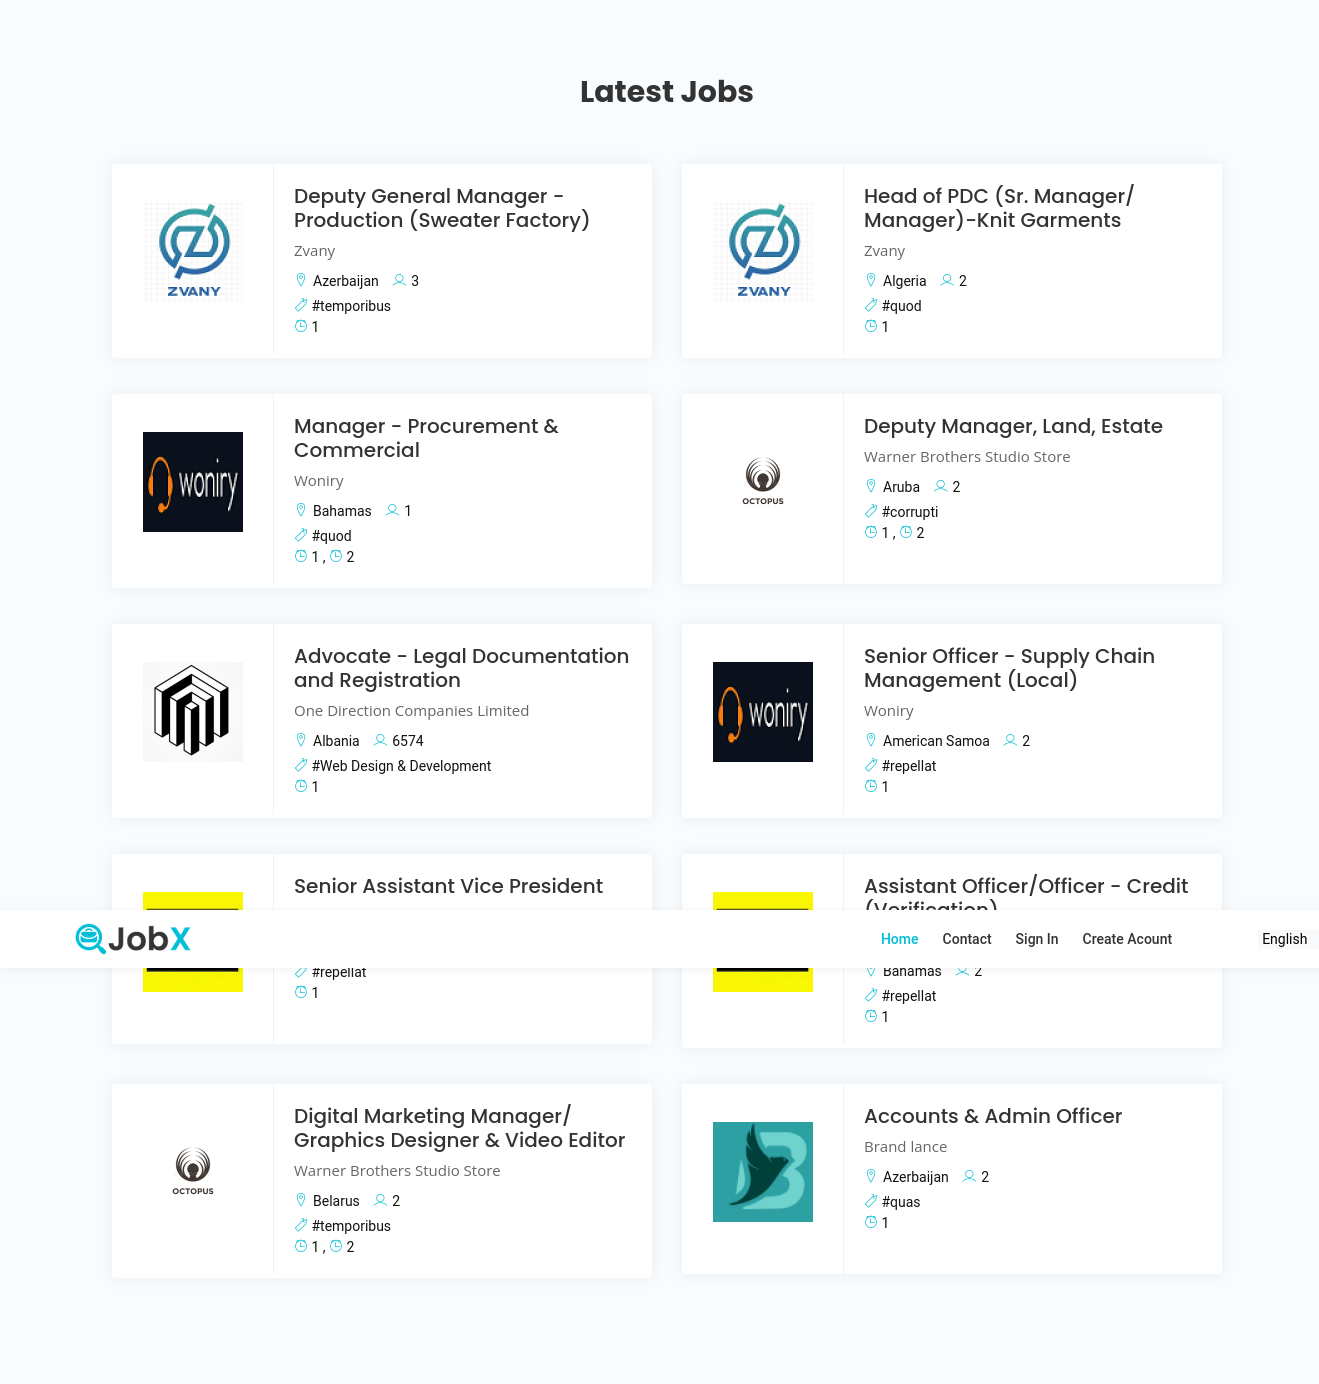 Latest Jobs
Deputy General Manager -
Production (Sweater Factory)
Zvany
Azerbaijan 3
#temporibus
1
ZVANY
Head of PDC (Sr. Manager/
Manager)-Knit Garments
Zvany
Algeria 2
#quod
1
ZVANY
Manager - Procurement &
Commercial
Woniry
Bahamas 1
#quod
1 , 2
woniry
Deputy Manager, Land, Estate
Warner Brothers Studio Store
Aruba 2
#corrupti
1 , 2
OCTOPUS
Advocate - Legal Documentation
and Registration
One Direction Companies Limited
Albania 6574
#Web Design & Development
1
Senior Officer - Supply Chain
Management (Local)
Woniry
American Samoa 2
#repellat
1
woniry
Senior Assistant Vice President
Assistant Officer/Officer - Credit
(Verification)
JobX
Home Contact Sign In Create Acount English
#repellat
1
Bahamas 2
#repellat
1
Digital Marketing Manager/
Graphics Designer & Video Editor
Warner Brothers Studio Store
Belarus 2
#temporibus
1 , 2
OCTOPUS
Accounts & Admin Officer
Brand lance
Azerbaijan 2
#quas
1